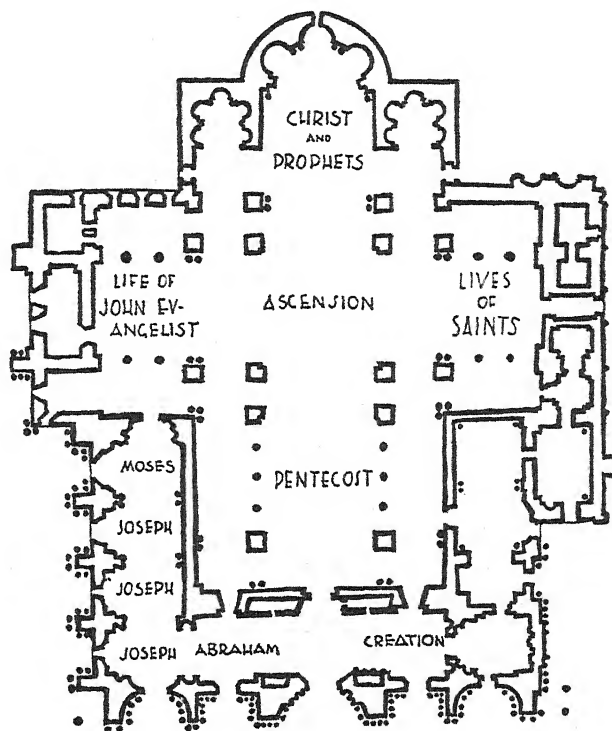 CHRIST
AND
PROPHETS
LIFE OF
JOHN EV-
ANGELIST
ASCENSION
LIVES
OF
SAINTS
MOSES
PENTECOST
JOSEPH
JOSEPH
JOSEPH
ABRAHAM
CREATION